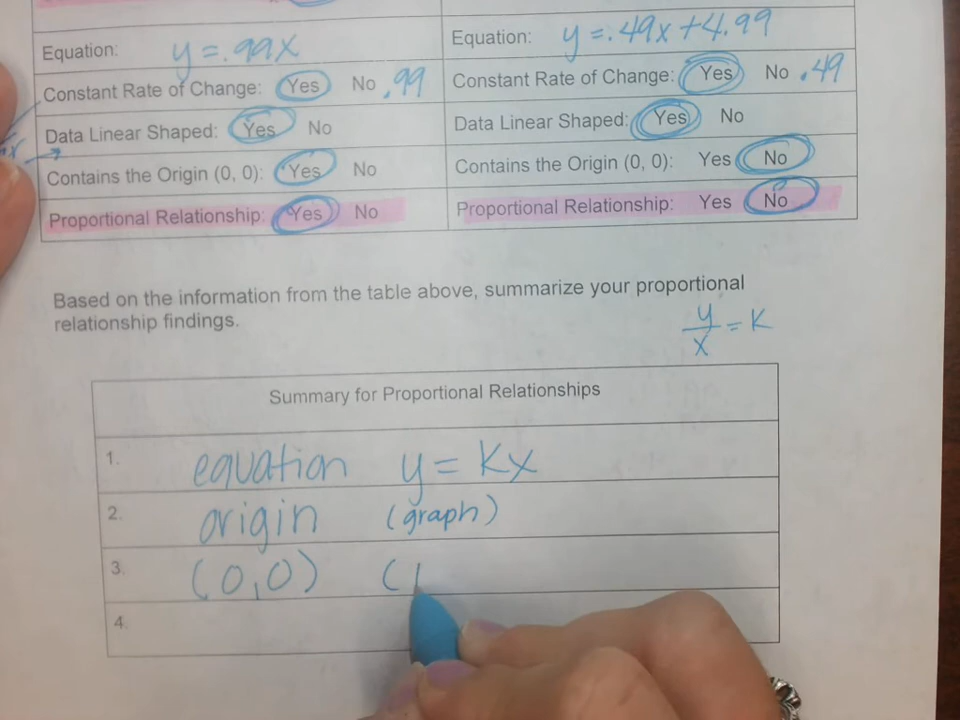 Equation: y = .99x
Constant Rate of Change: Yes No .99
Data Linear Shaped: Yes No
Contains the Origin (0, 0): Yes No
Proportional Relationship: Yes No
Equation: y = .49x + 4.99
Constant Rate of Change: Yes No .49
Data Linear Shaped: Yes No
Contains the Origin (0, 0): Yes No
Proportional Relationship: Yes No
Based on the information from the table above, summarize your proportional
relationship findings.
y/x = K
Summary for Proportional Relationships
1. equation y = Kx
2. origin (graph)
3. (0,0) (
4.